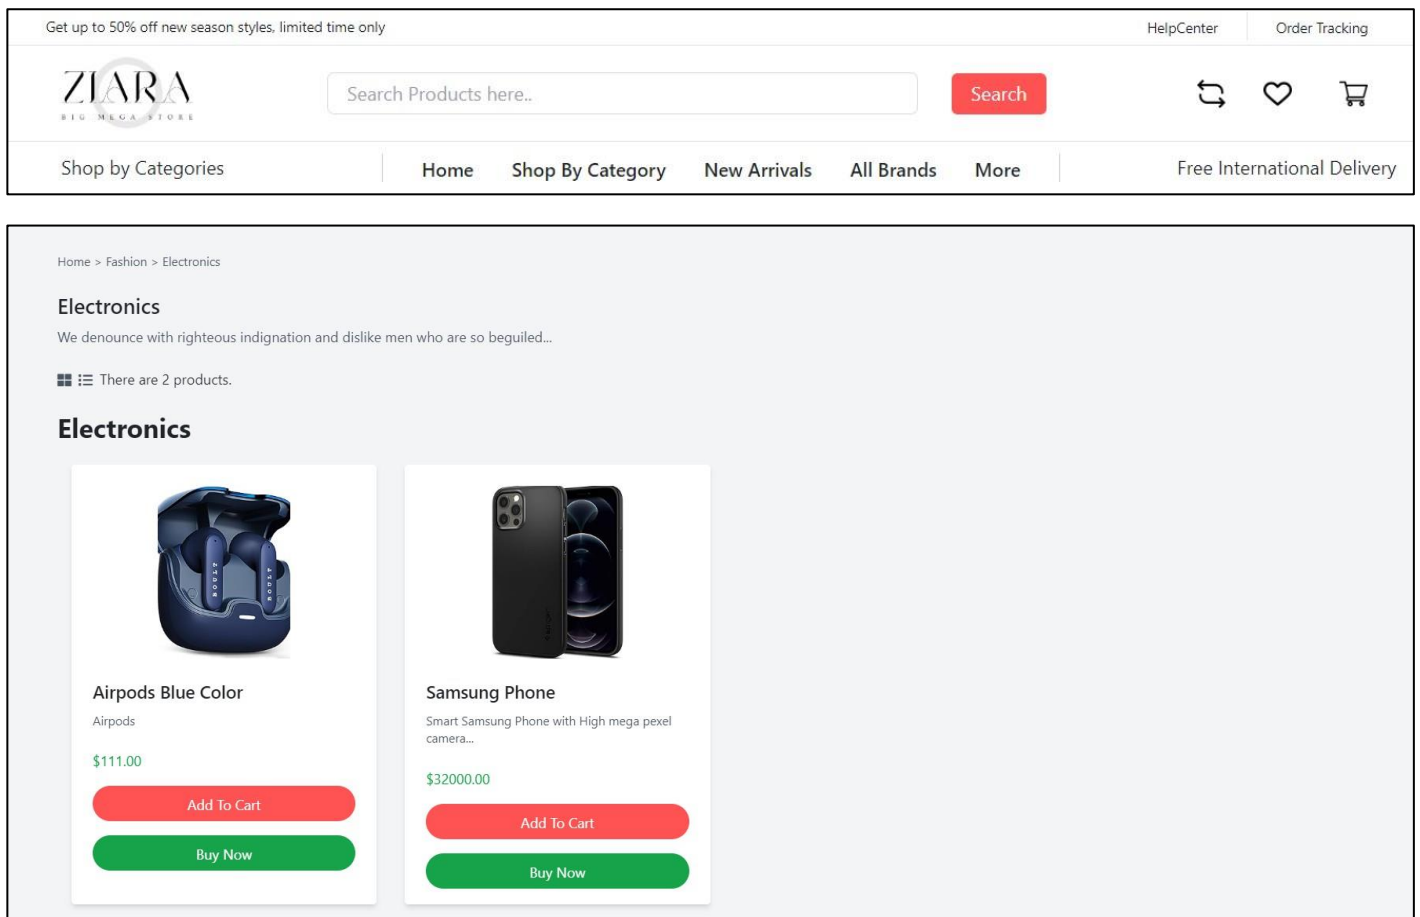 Get up to 50% off new season styles, limited time only
HelpCenter
Order Tracking
ZIARA
BIG MEGA STORE
Search Products here..
Search
Shop by Categories
Home
Shop By Category
New Arrivals
All Brands
More
Free International Delivery
Home > Fashion > Electronics
Electronics
We denounce with righteous indignation and dislike men who are so beguiled...
There are 2 products.
Electronics
BOULT
BOULT
Airpods Blue Color
Airpods
$111.00
Add To Cart
Buy Now
Samsung Phone
Smart Samsung Phone with High mega pexel
camera...
$32000.00
Add To Cart
Buy Now